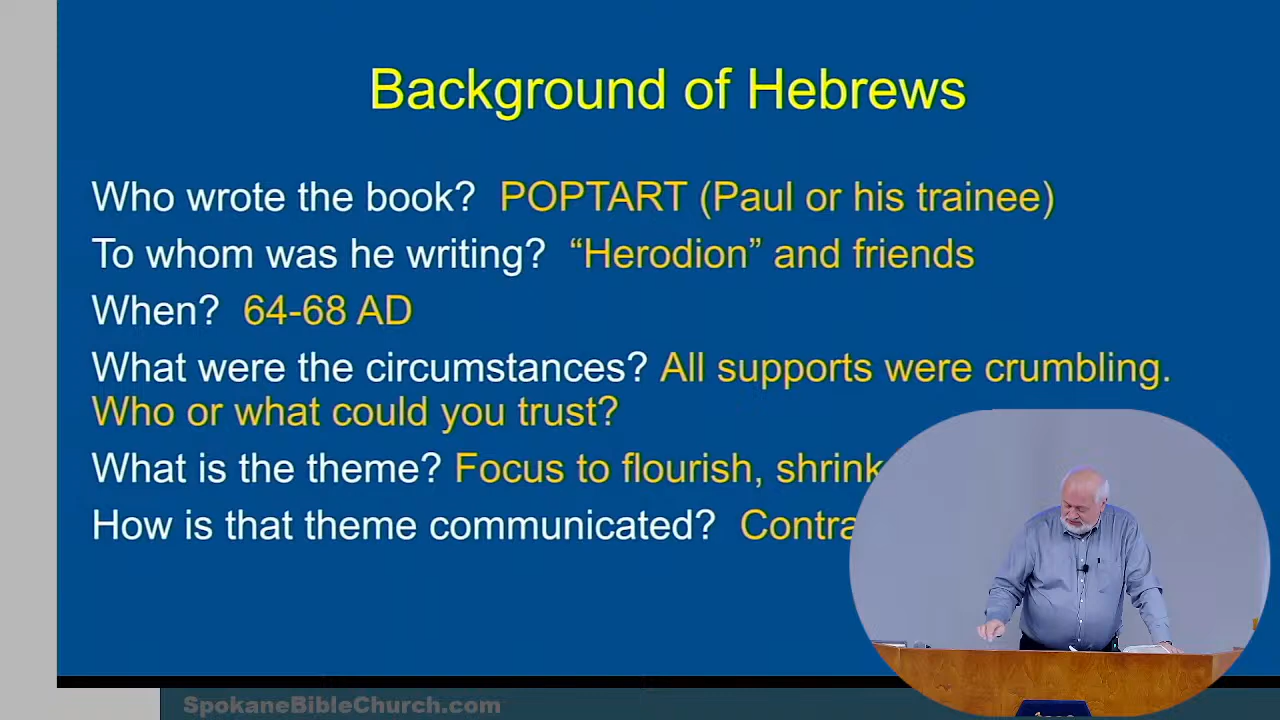 Background of Hebrews
Who wrote the book? POPTART (Paul or his trainee)
To whom was he writing? “Herodion” and friends
When? 64-68 AD
What were the circumstances? All supports were crumbling.
Who or what could you trust?
What is the theme? Focus to flourish, shrink
How is that theme communicated?
SpokaneBibleChurch.com